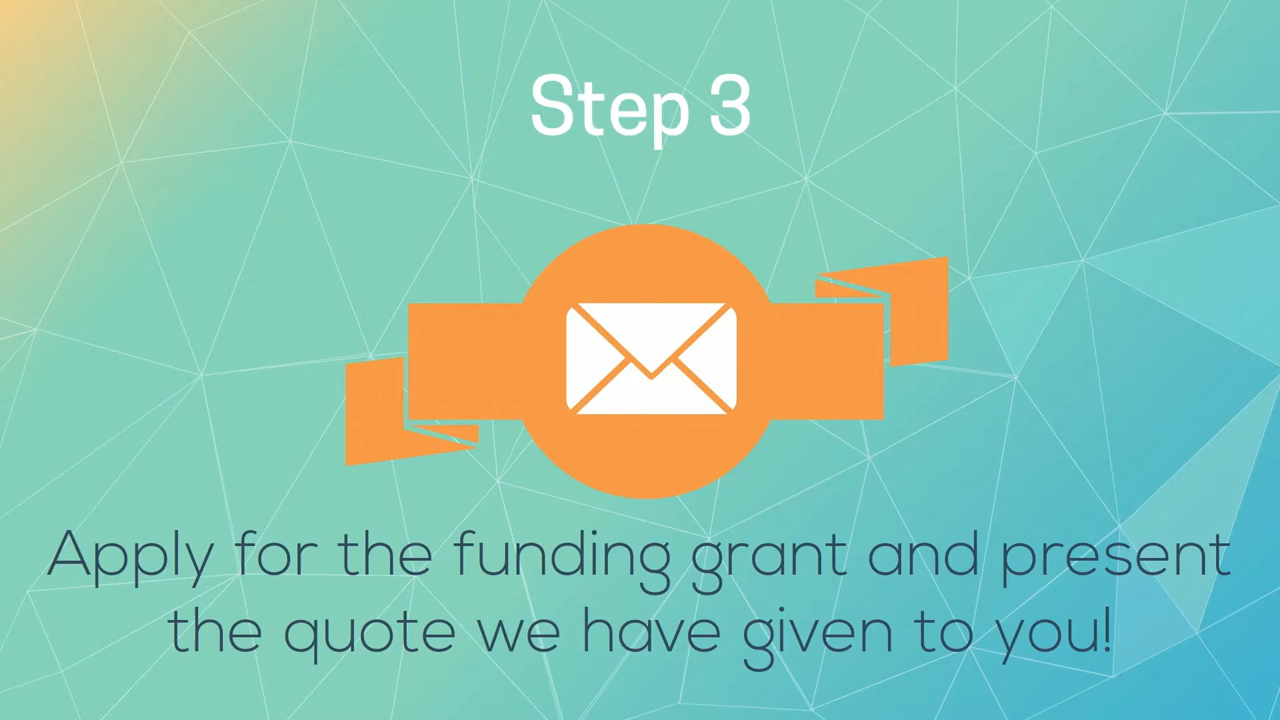 Step 3
Apply for the funding grant and present
the quote we have given to you!